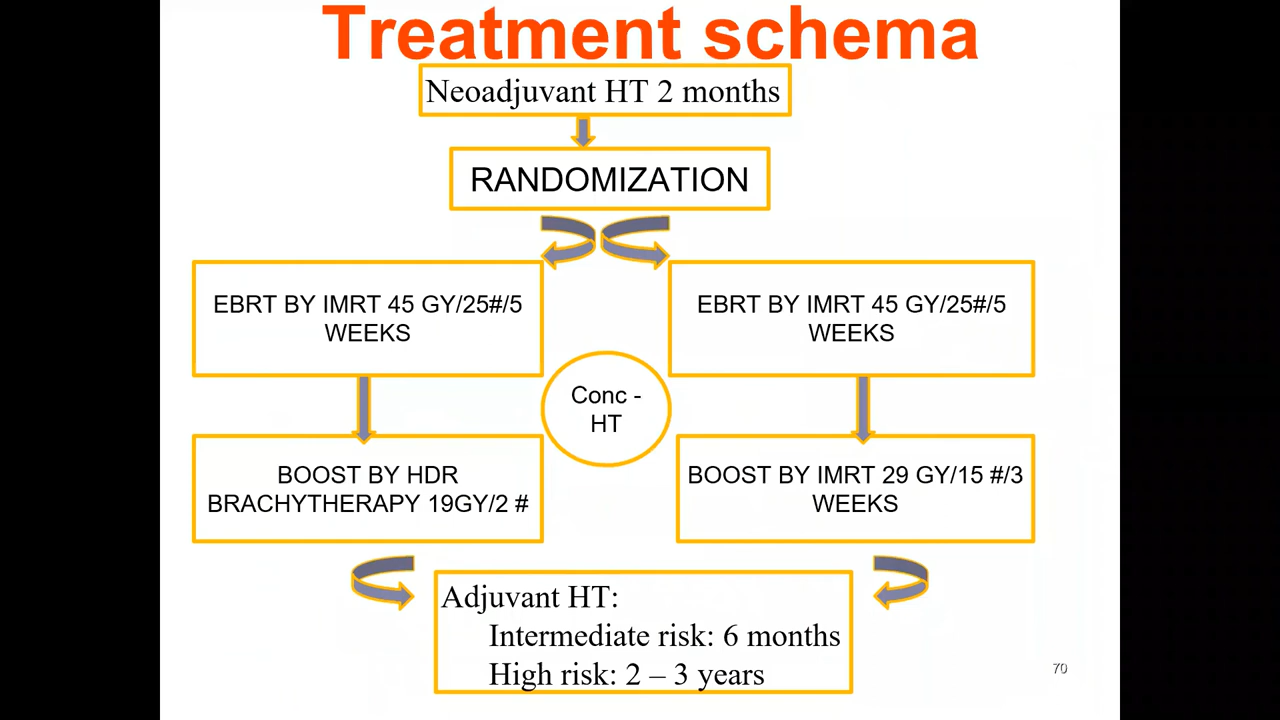 Treatment schema
Neoadjuvant HT 2 months
RANDOMIZATION
EBRT BY IMRT 45 GY/25#/5
WEEKS
EBRT BY IMRT 45 GY/25#/5
WEEKS
Conc -
HT
BOOST BY HDR
BRACHYTHERAPY 19GY/2 #
BOOST BY IMRT 29 GY/15 #/3
WEEKS
Adjuvant HT:
Intermediate risk: 6 months
High risk: 2 – 3 years
70